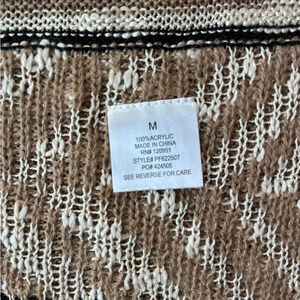 M
100%ACRYLIC
MADE IN CHINA
RN# 120951
STYLE# PF622507
PO# 424505
SEE REVERSE FOR CARE